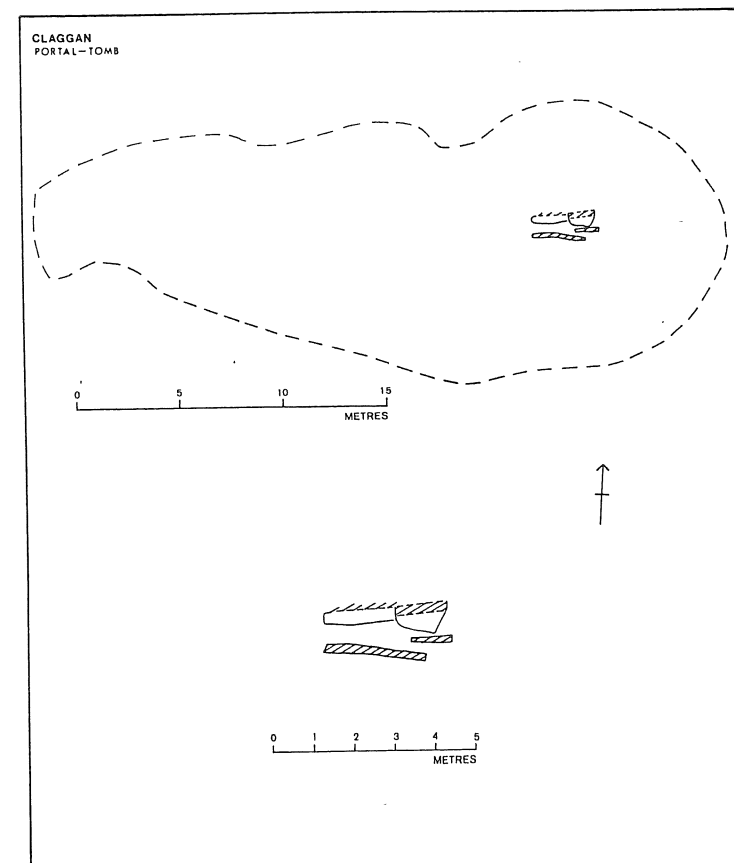 CLAGGAN
PORTAL—TOMB
0 5 10 15
METRES
0 1 2 3 4 5
METRES